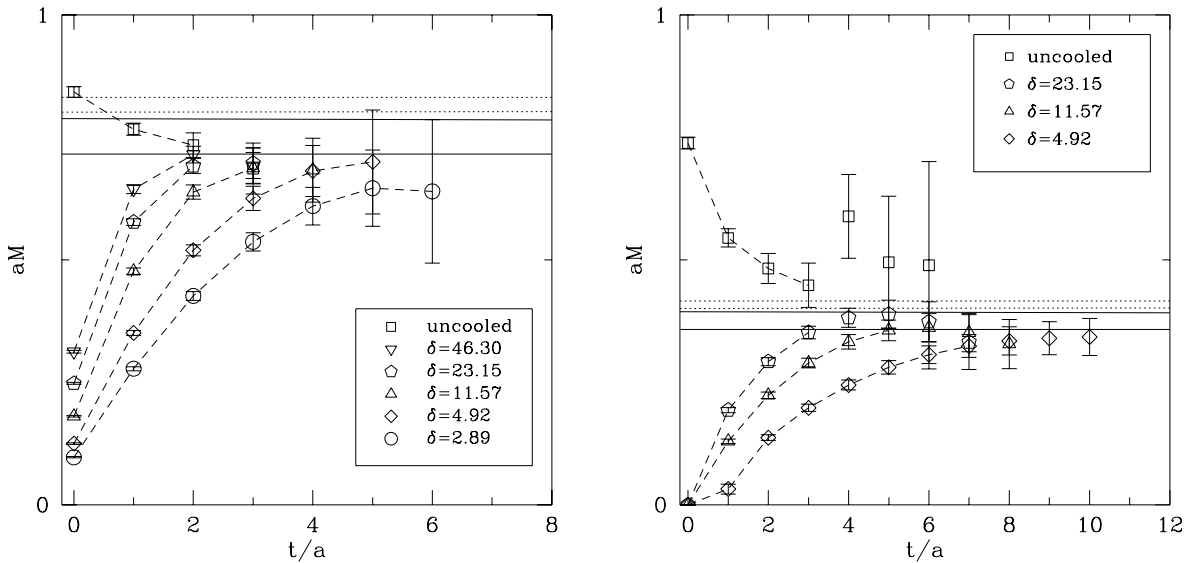 1
0
aM
0 2 4 6 8
t/a
uncooled
δ=46.30
δ=23.15
δ=11.57
δ=4.92
δ=2.89
1
0
aM
0 2 4 6 8 10 12
t/a
uncooled
δ=23.15
δ=11.57
δ=4.92